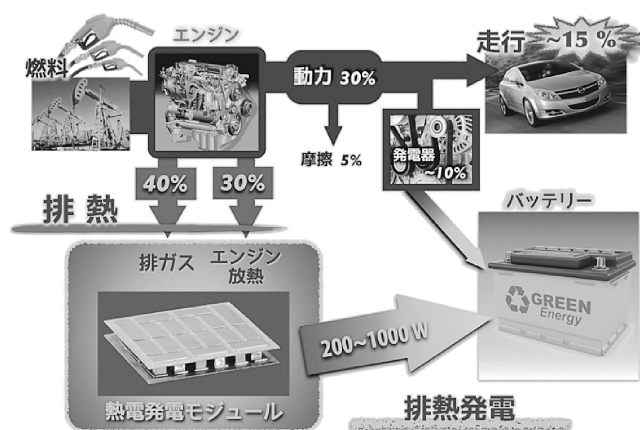 エンジン
走行 ~15 %
燃料
動力 30%
摩擦 5%
発電器
~10%
40%
30%
排熱
バッテリー
排ガス
エンジン
放熱
GREEN
Energy
200~1000 W
熱電発電モジュール
排熱発電